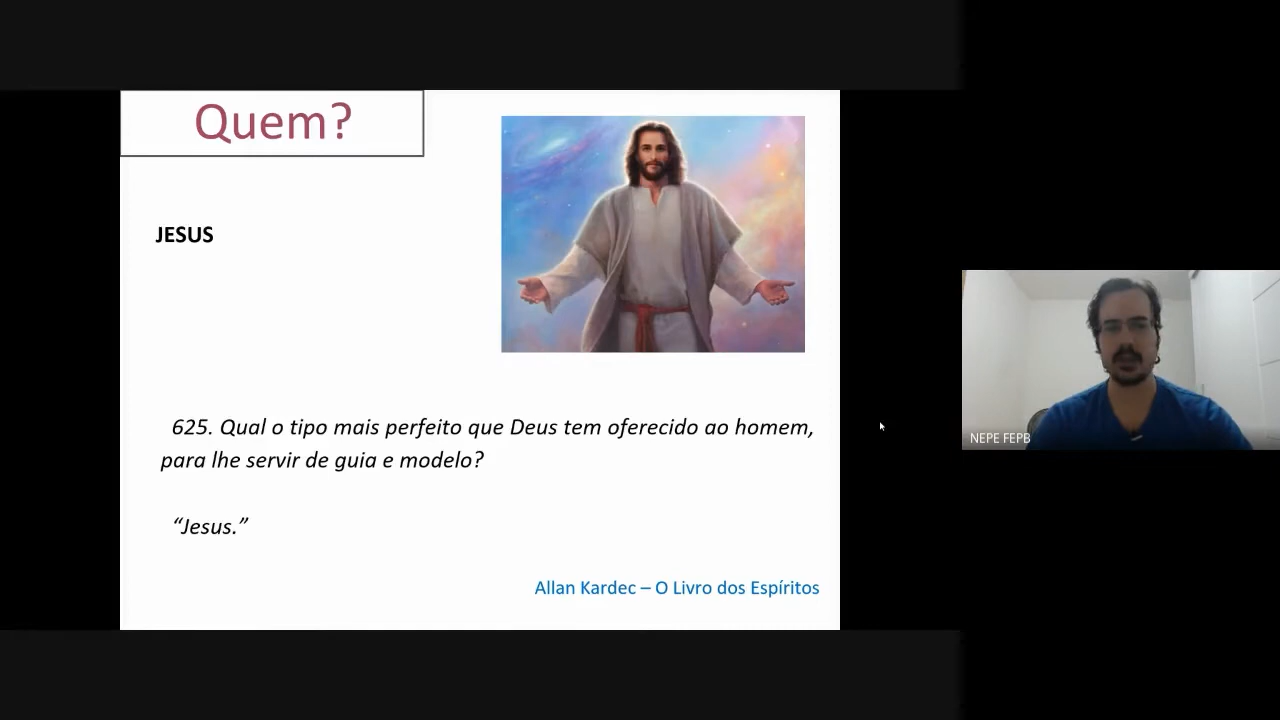 Quem?
JESUS
625. Qual o tipo mais perfeito que Deus tem oferecido ao homem,
para lhe servir de guia e modelo?
“Jesus.”
Allan Kardec – O Livro dos Espíritos
NEPE FEPB